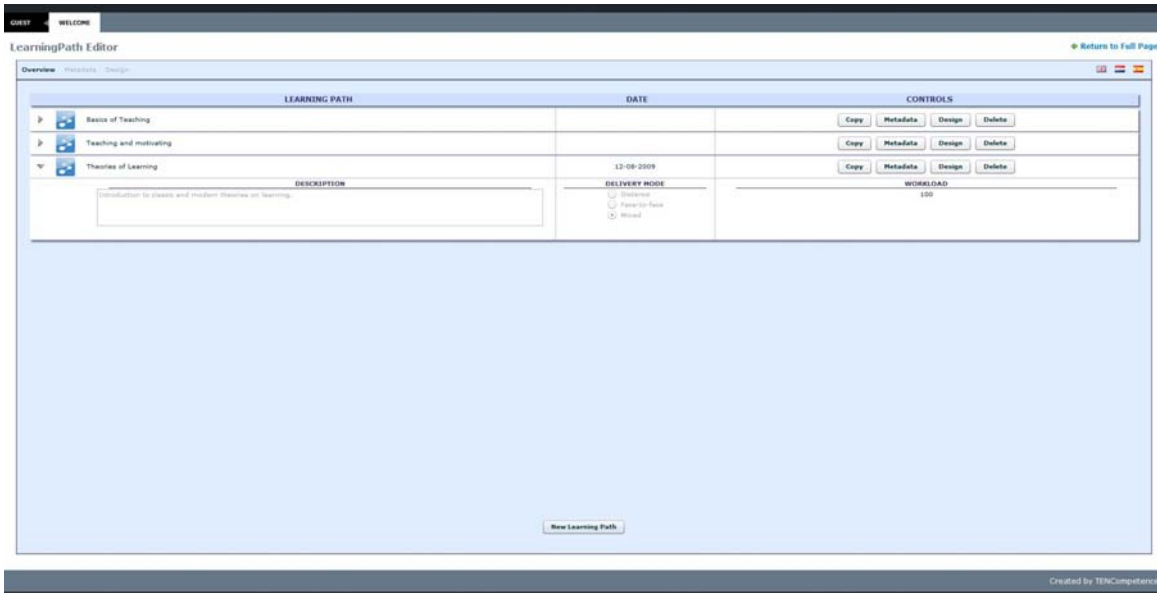 GUEST WELCOME
LearningPath Editor Return to Full Page
Overview Metadata Design
LEARNING PATH DATE CONTROLS
Basics of Teaching Copy Metadata Design Delete
Teaching and motivating Copy Metadata Design Delete
Theories of Learning 12-08-2009 Copy Metadata Design Delete
DESCRIPTION DELIVERY MODE WORKLOAD
Introduction to classic and modern theories on learning. Distance 100
Face-to-face
Mixed
New Learning Path
Created by TENCompetence